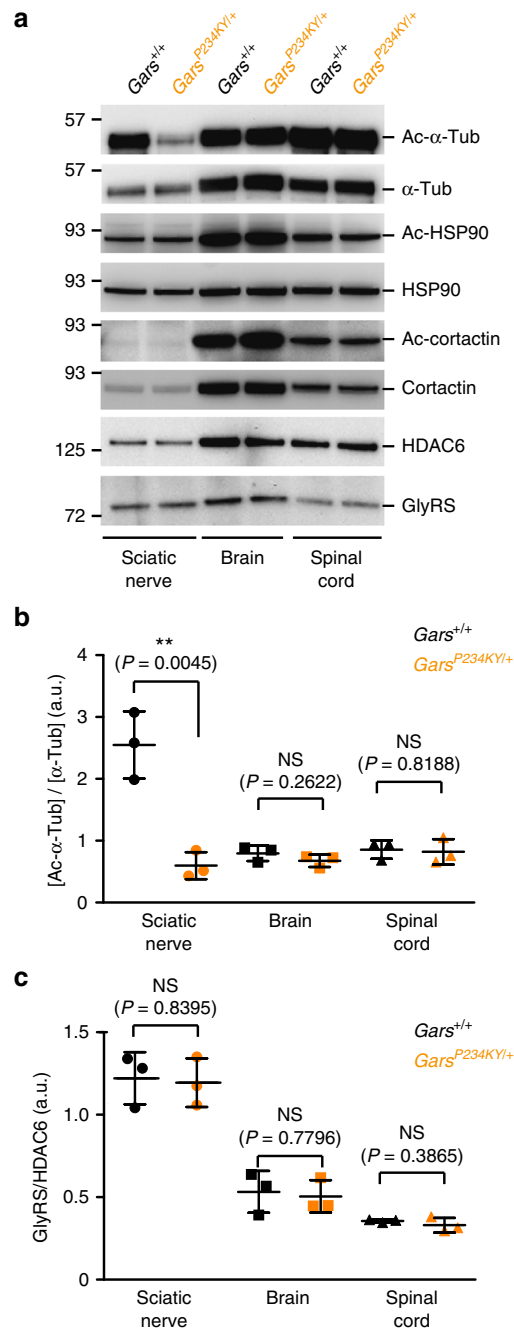 a
Gars+/+ GarsP234KY/+ Gars+/+ GarsP234KY/+ Gars+/+ GarsP234KY/+
57
Ac-α-Tub
57
α-Tub
93
Ac-HSP90
93
HSP90
93
Ac-cortactin
93
Cortactin
125
HDAC6
72
GlyRS
Sciatic nerve
Brain
Spinal cord
b
[Ac-α-Tub] / [α-Tub] (a.u.)
4
3
2
1
0
**
(P = 0.0045)
NS
(P = 0.2622)
NS
(P = 0.8188)
Gars+/+
GarsP234KY/+
Sciatic nerve
Brain
Spinal cord
c
GlyRS/HDAC6 (a.u.)
1.5
1.0
0.5
0
NS
(P = 0.8395)
NS
(P = 0.7796)
NS
(P = 0.3865)
Gars+/+
GarsP234KY/+
Sciatic nerve
Brain
Spinal cord